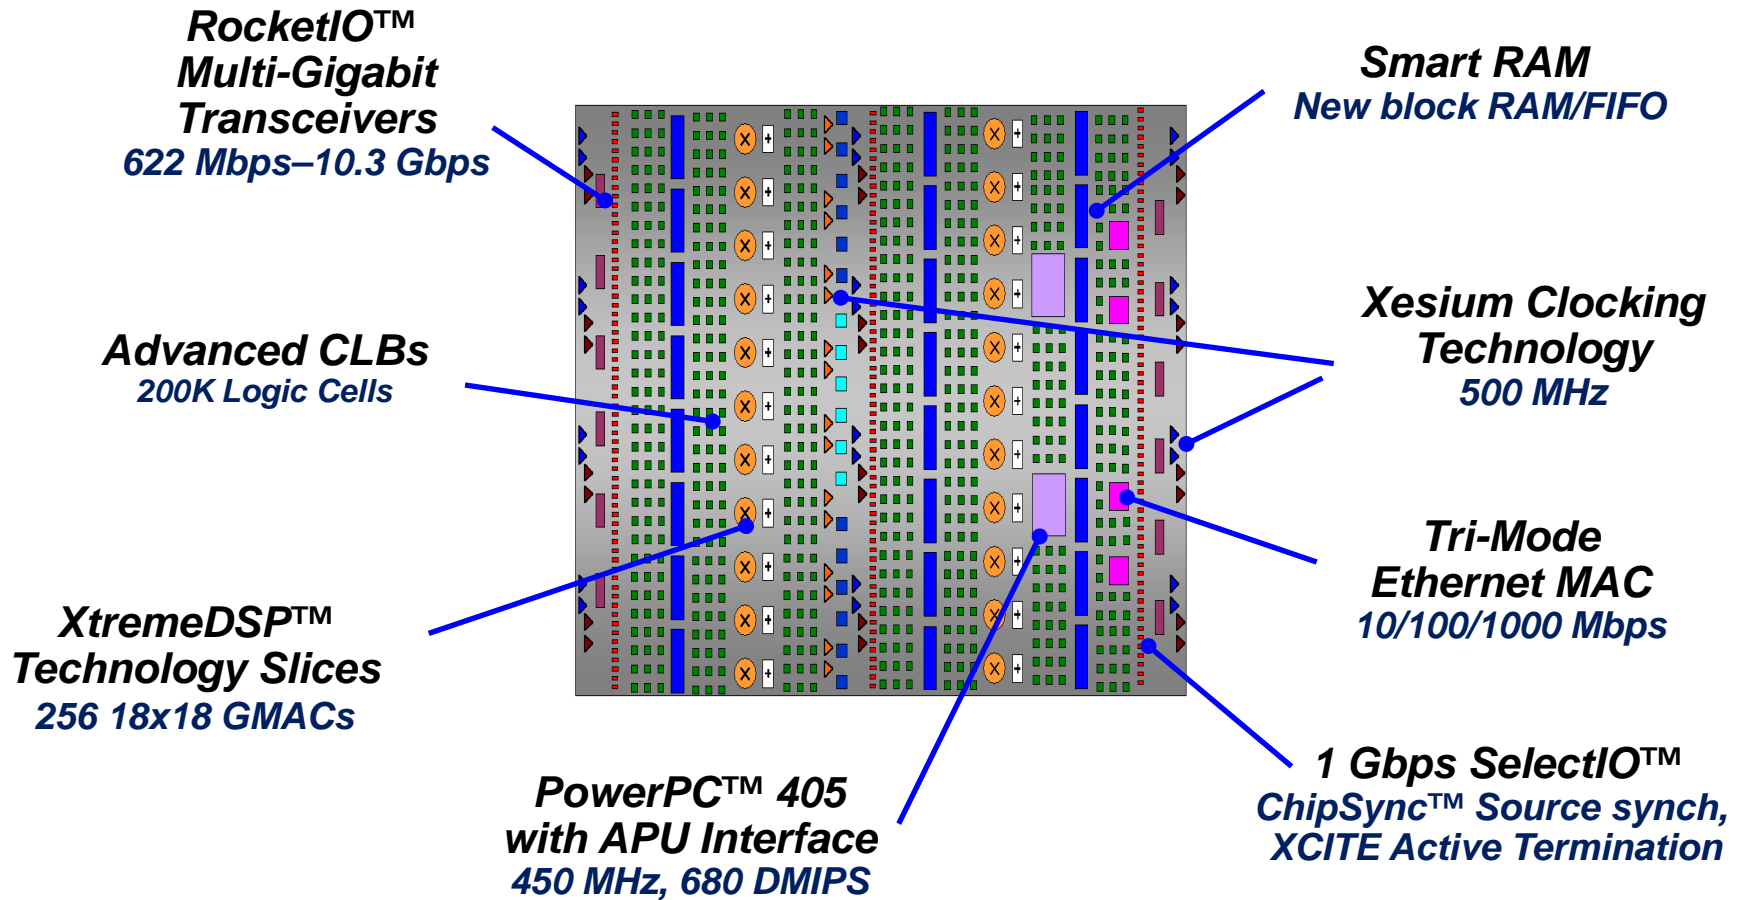 RocketIO™
Multi-Gigabit
Transceivers
622 Mbps–10.3 Gbps
Smart RAM
New block RAM/FIFO
Advanced CLBs
200K Logic Cells
Xesium Clocking
Technology
500 MHz
XtremeDSP™
Technology Slices
256 18x18 GMACs
Tri-Mode
Ethernet MAC
10/100/1000 Mbps
PowerPC™ 405
with APU Interface
450 MHz, 680 DMIPS
1 Gbps SelectIO™
ChipSync™ Source synch,
XCITE Active Termination